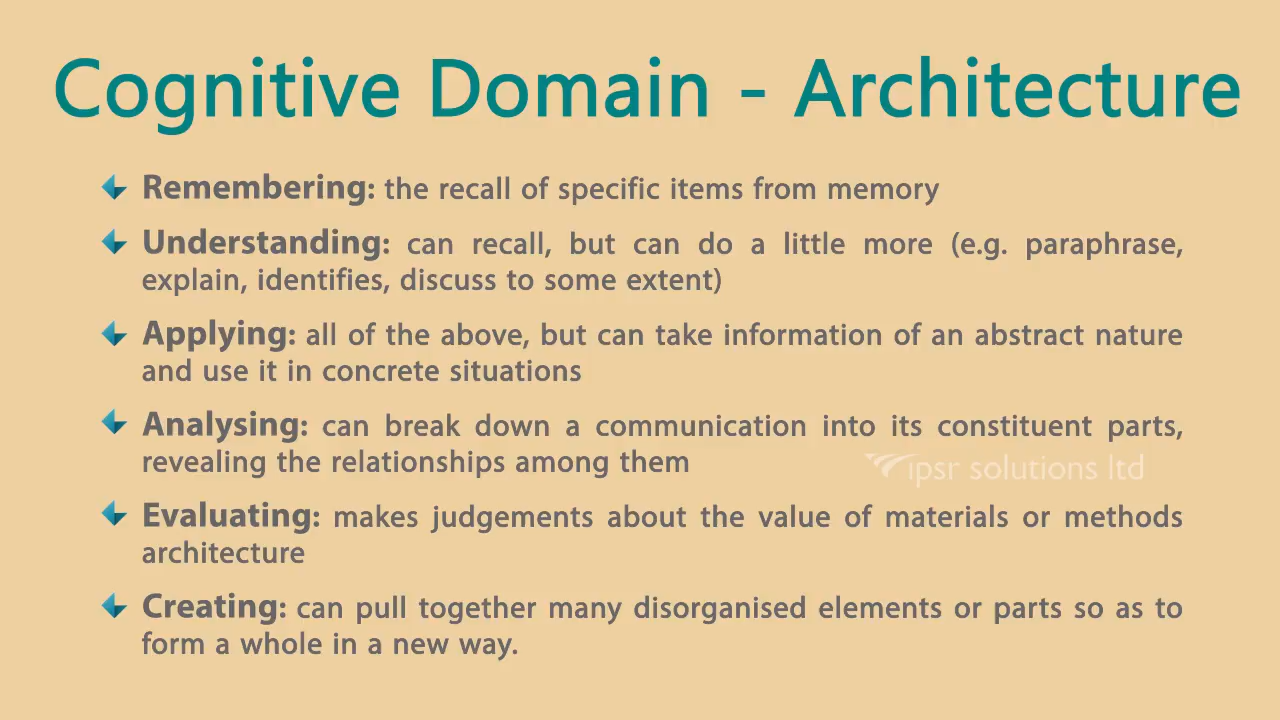 Cognitive Domain - Architecture
Remembering: the recall of specific items from memory
Understanding: can recall, but can do a little more (e.g. paraphrase,
explain, identifies, discuss to some extent)
Applying: all of the above, but can take information of an abstract nature
and use it in concrete situations
Analysing: can break down a communication into its constituent parts,
revealing the relationships among them
ipsr solutions ltd
Evaluating: makes judgements about the value of materials or methods
architecture
Creating: can pull together many disorganised elements or parts so as to
form a whole in a new way.